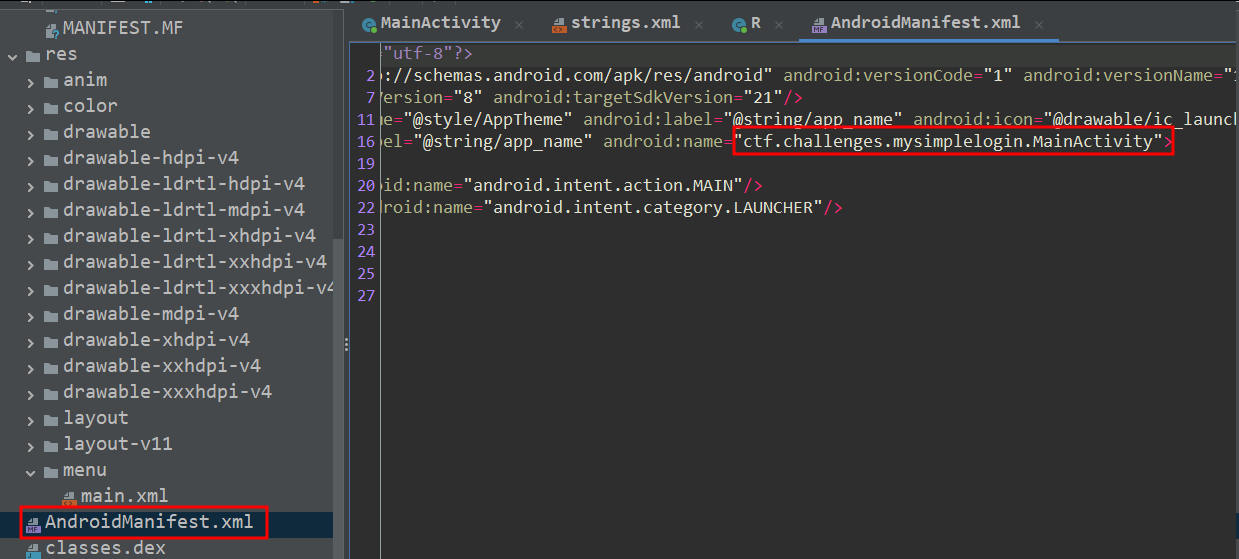 MANIFEST.MF
res
anim
color
drawable
drawable-hdpi-v4
drawable-ldrtl-hdpi-v4
drawable-ldrtl-mdpi-v4
drawable-ldrtl-xhdpi-v4
drawable-ldrtl-xxhdpi-v4
drawable-ldrtl-xxxhdpi-v4
drawable-mdpi-v4
drawable-xhdpi-v4
drawable-xxhdpi-v4
drawable-xxxhdpi-v4
layout
layout-v11
menu
main.xml
AndroidManifest.xml
classes.dex
MainActivity × strings.xml × R × AndroidManifest.xml ×
="utf-8"?>
2 ://schemas.android.com/apk/res/android" android:versionCode="1" android:versionName="
7 ersion="8" android:targetSdkVersion="21"/>
11 me="@style/AppTheme" android:label="@string/app_name" android:icon="@drawable/ic_launch
16 el="@string/app_name" android:name="ctf.challenges.mysimplelogin.MainActivity">
19
20 oid:name="android.intent.action.MAIN"/>
22 roid:name="android.intent.category.LAUNCHER"/>
23
24
25
27